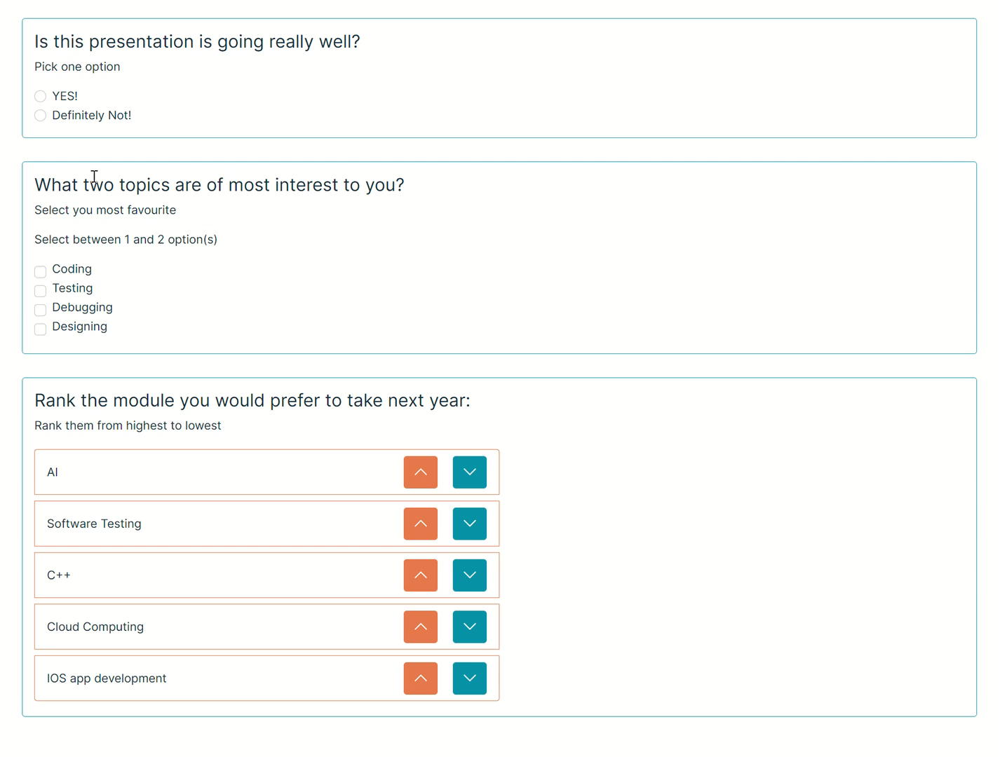 Is this presentation is going really well?
Pick one option
YES!
Definitely Not!
What two topics are of most interest to you?
Select you most favourite
Select between 1 and 2 option(s)
Coding
Testing
Debugging
Designing
Rank the module you would prefer to take next year:
Rank them from highest to lowest
AI
Software Testing
C++
Cloud Computing
IOS app development